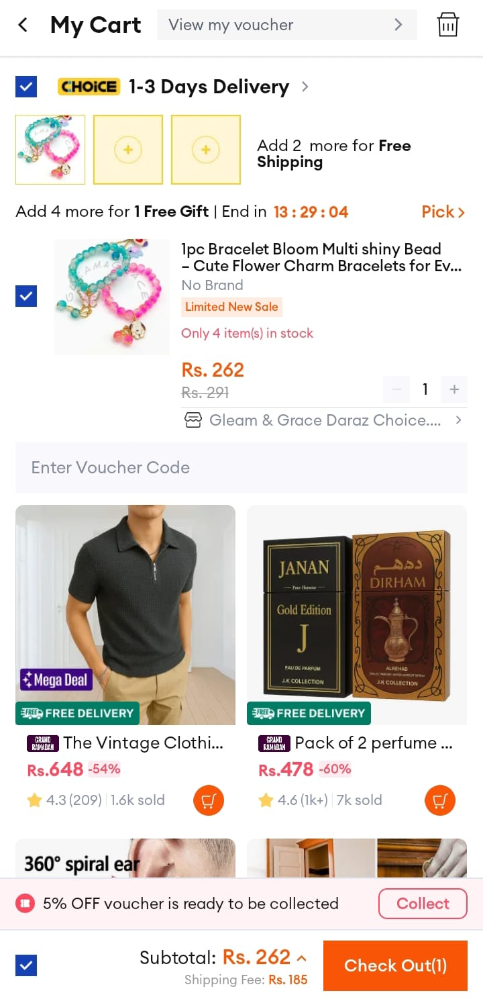 My Cart
View my voucher
CHOICE 1-3 Days Delivery
Add 2 more for Free
Shipping
Add 4 more for 1 Free Gift | End in 13 : 29 : 04
Pick
1pc Bracelet Bloom Multi shiny Bead
– Cute Flower Charm Bracelets for Ev...
No Brand
Limited New Sale
Only 4 item(s) in stock
Rs. 262
Rs. 291
1
Gleam & Grace Daraz Choice....
Enter Voucher Code
Mega Deal
FREE FREE DELIVERY
GRAND RAMADAN The Vintage Clothi...
Rs.648 -54%
4.3 (209) | 1.6k sold
JANAN
Pour Homme
Gold Edition
J
EAU DE PARFUM
J.K COLLECTION
DIRHAM
ALREHAB
J.K COLLECTION
FREE FREE DELIVERY
GRAND RAMADAN Pack of 2 perfume ...
Rs.478 -60%
4.6 (1k+) | 7k sold
360° spiral ear
5% OFF voucher is ready to be collected
Collect
Subtotal: Rs. 262
Shipping Fee: Rs. 185
Check Out(1)